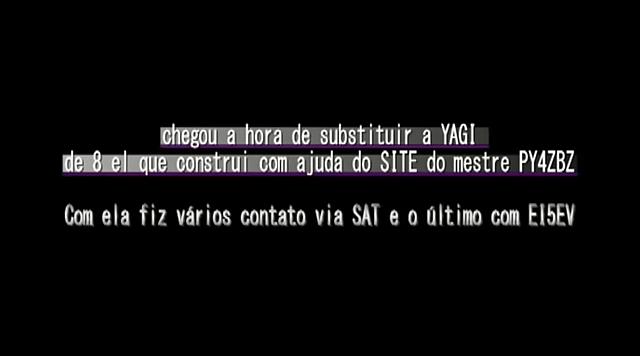 chegou a hora de substituir a YAGI
de 8 el que construi com ajuda do SITE do mestre PY4ZBZ
Com ela fiz vários contato via SAT e o último com EI5EV